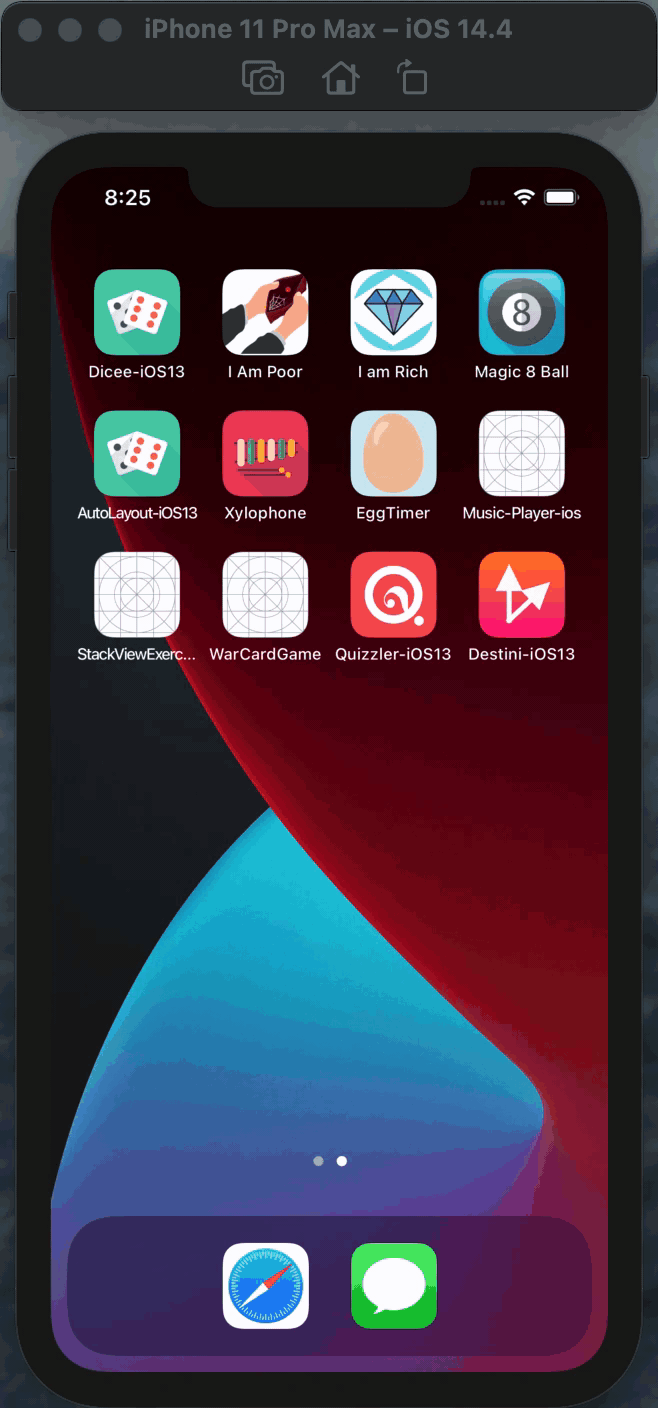 iPhone 11 Pro Max – iOS 14.4
8:25
Dicee-iOS13
I Am Poor
I am Rich
8
Magic 8 Ball
AutoLayout-iOS13
Xylophone
EggTimer
Music-Player-ios
StackViewExerc...
WarCardGame
Quizzler-iOS13
Destini-iOS13